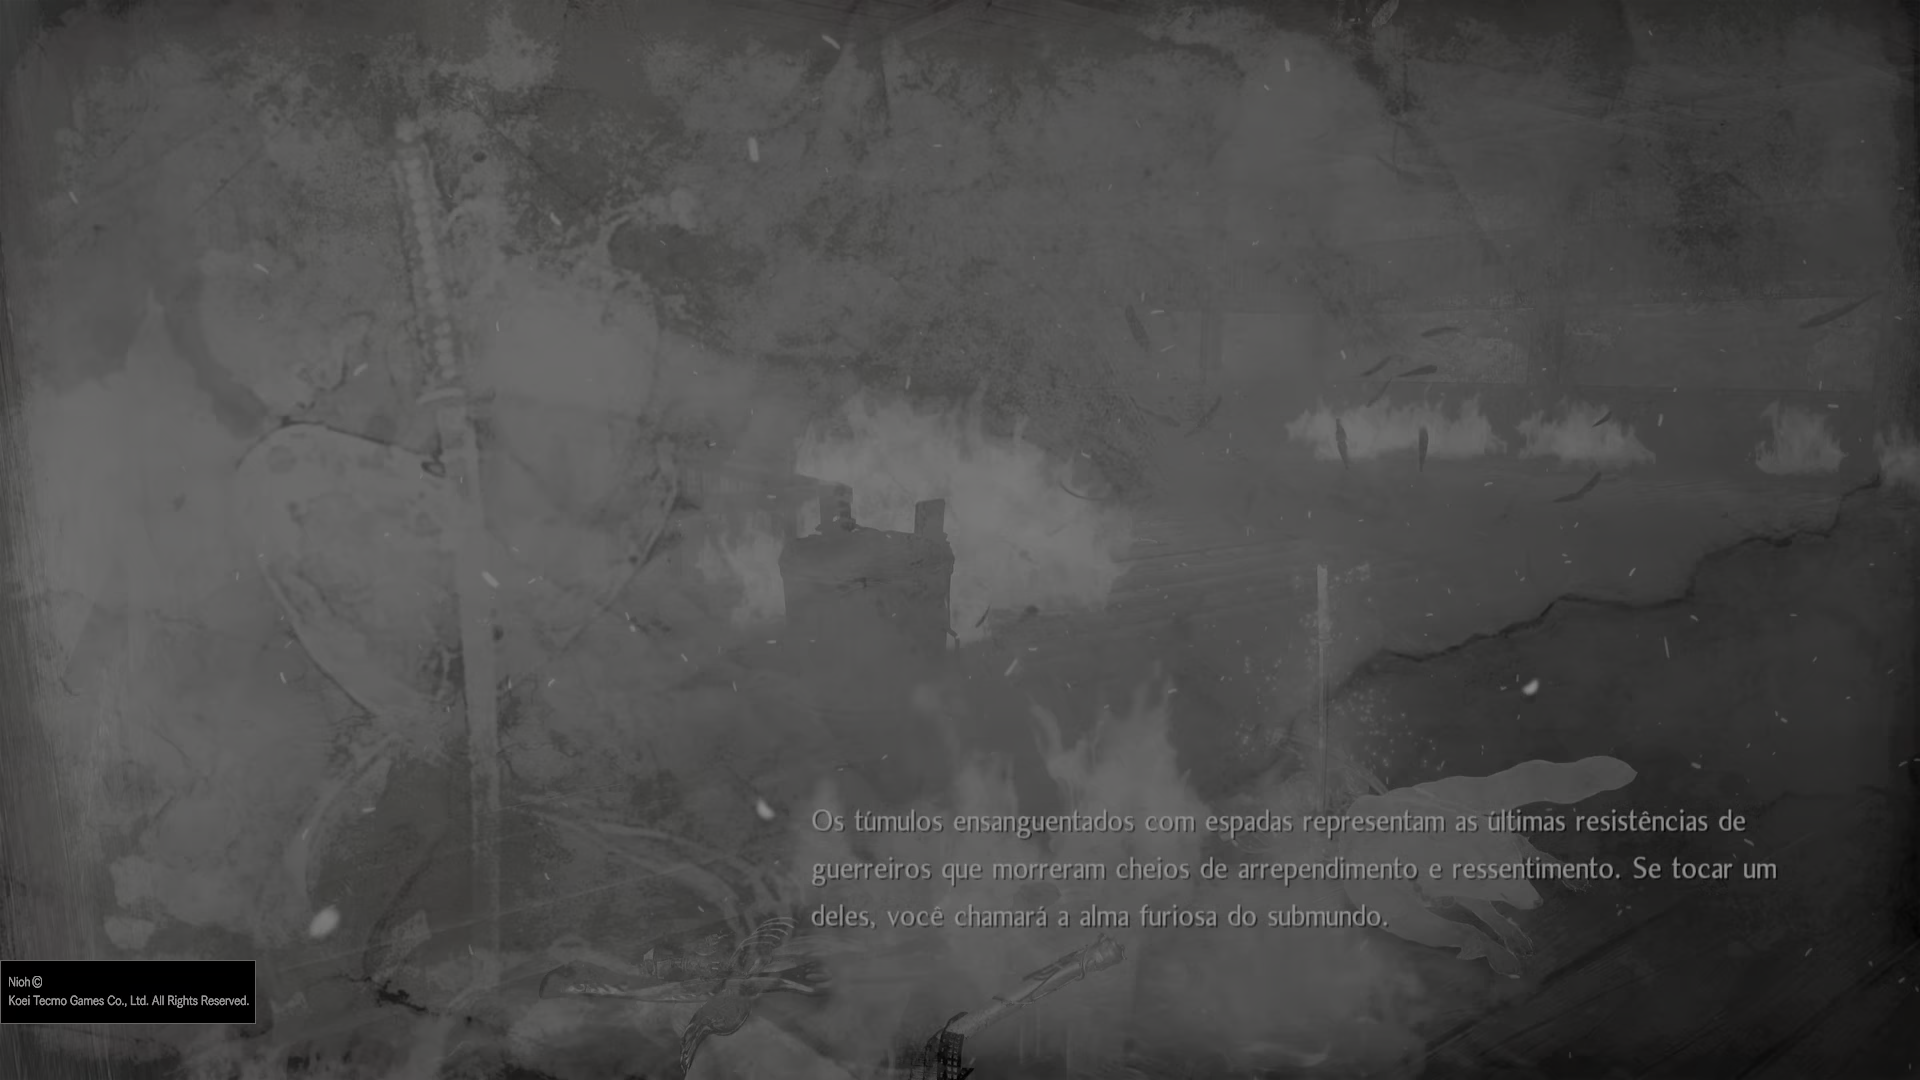 Os túmulos ensanguentados com espadas representam as últimas resistências de
guerreiros que morreram cheios de arrependimento e ressentimento. Se tocar um
deles, você chamará a alma furiosa do submundo.
Nioh©
Koei Tecmo Games Co., Ltd. All Rights Reserved.